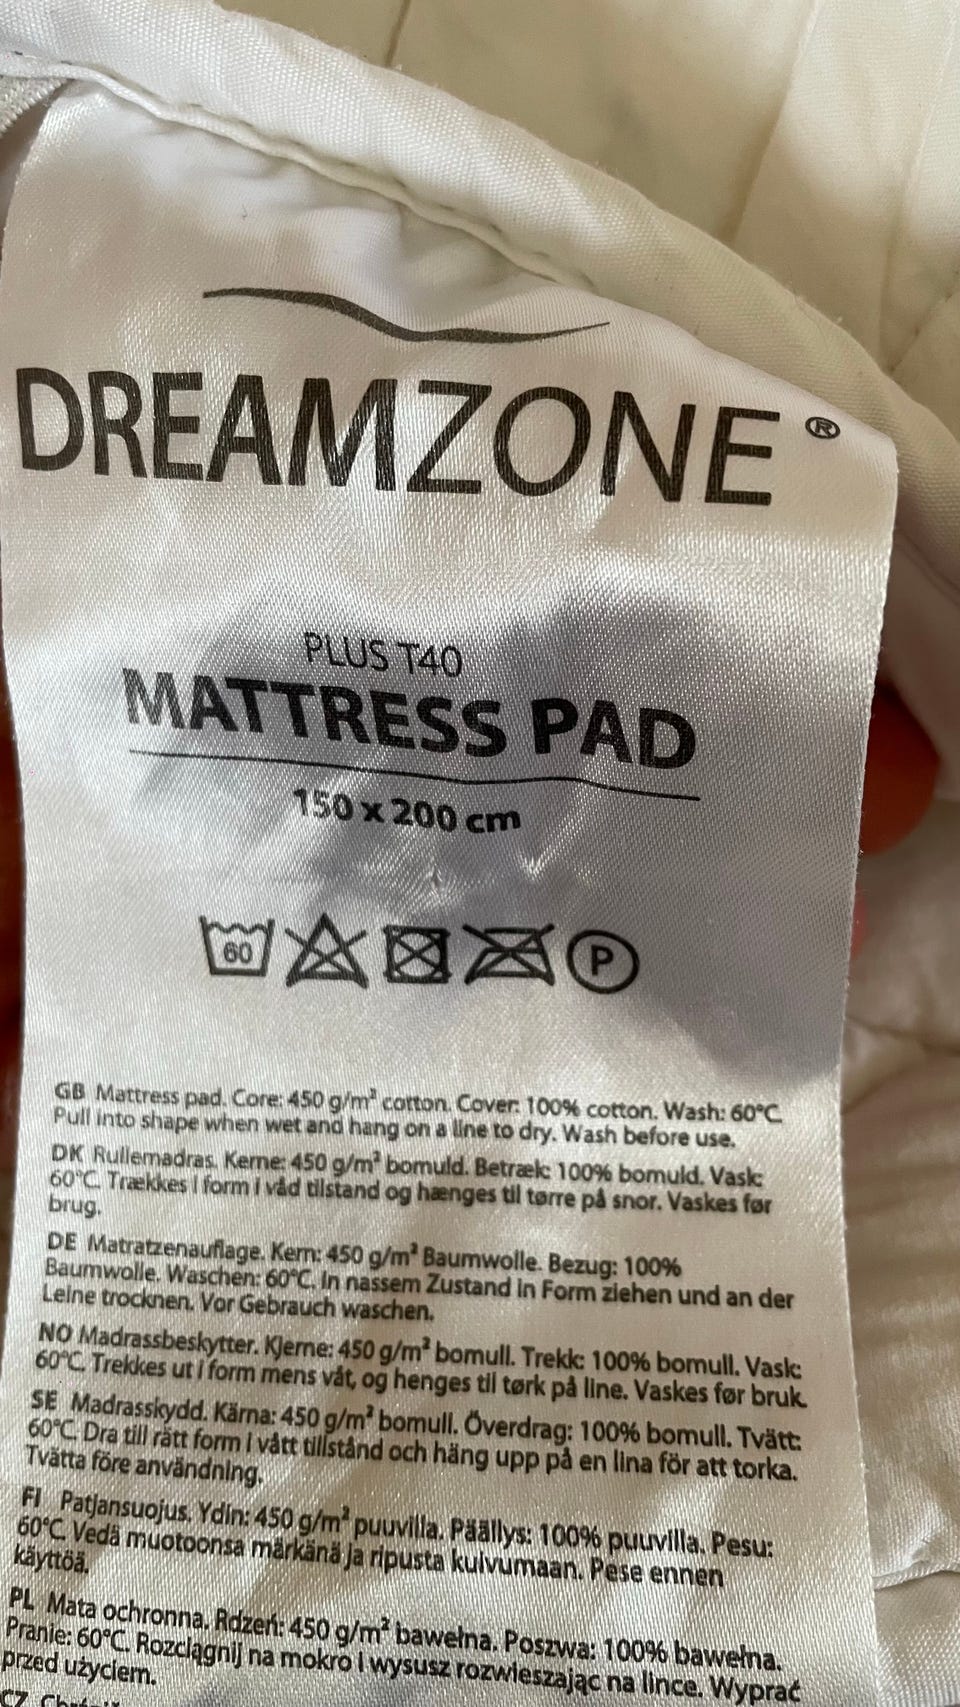 DREAMZONE®
PLUS T40
MATTRESS PAD
150 x 200 cm
60
P
GB Mattress pad. Core: 450 g/m² cotton. Cover: 100% cotton. Wash: 60°C.
Pull into shape when wet and hang on a line to dry. Wash before use.
DK Rullemadras. Kerne: 450 g/m² bomuld. Betræk: 100% bomuld. Vask:
60°C. Trækkes i form i våd tilstand og hænges til tørre på snor. Vaskes før
brug.
DE Matratzenauflage. Kern: 450 g/m² Baumwolle. Bezug: 100%
Baumwolle. Waschen: 60°C. In nassem Zustand in Form ziehen und an der
Leine trocknen. Vor Gebrauch waschen.
NO Madrassbeskytter. Kjerne: 450 g/m² bomull. Trekk: 100% bomull. Vask:
60°C. Trekkes ut i form mens våt, og henges til tørk på line. Vaskes før bruk.
SE Madrasskydd. Kärna: 450 g/m² bomull. Överdrag: 100% bomull. Tvätt:
60°C. Dra till rätt form i vått tillstånd och häng upp på en lina för att torka.
Tvätta före användning.
FI Patjansuojus. Ydin: 450 g/m² puuvilla. Päällys: 100% puuvilla. Pesu:
60°C. Vedä muotoonsa märkänä ja ripusta kuivumaan. Pese ennen
käyttöä.
PL Mata ochronna. Rdzeń: 450 g/m² bawełna. Poszwa: 100% bawełna.
Pranie: 60°C. Rozciągnij na mokro i wysusz rozwieszając na lince. Wyprać
przed użyciem.
CZ